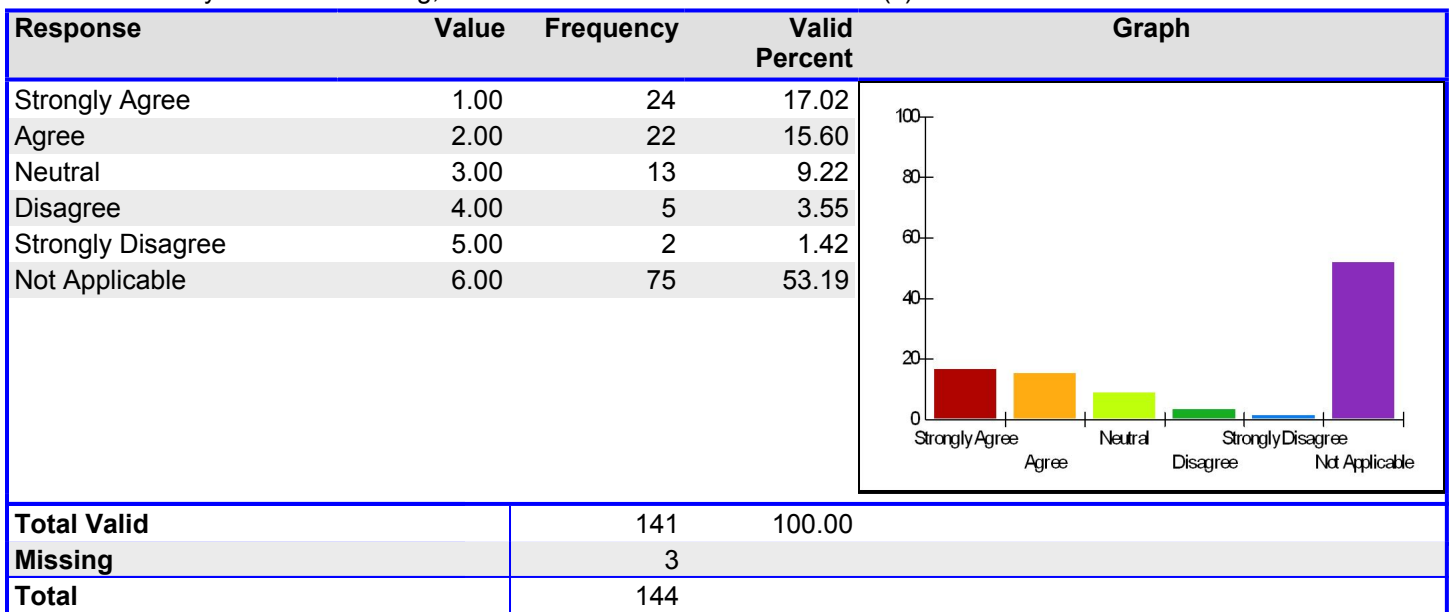 Response Value Frequency Valid Percent Graph
Strongly Agree 1.00 24 17.02
Agree 2.00 22 15.60
Neutral 3.00 13 9.22
Disagree 4.00 5 3.55
Strongly Disagree 5.00 2 1.42
Not Applicable 6.00 75 53.19
100
80
60
40
20
0
Strongly Agree Neutral Strongly Disagree
Agree Disagree Not Applicable
Total Valid 141 100.00
Missing 3
Total 144